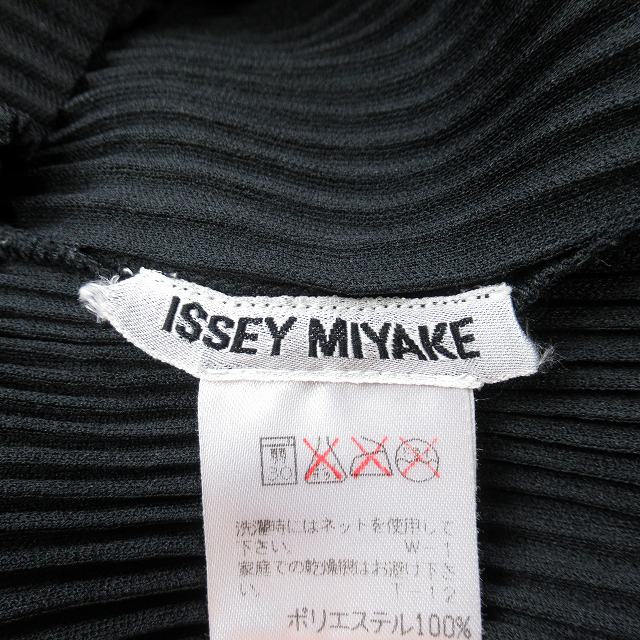 ISSEY MIYAKE
洗濯時にはネットを使用して
下さい。 W-1
家庭での乾燥機はお避け下さ
い。 T-12
ポリエステル100%